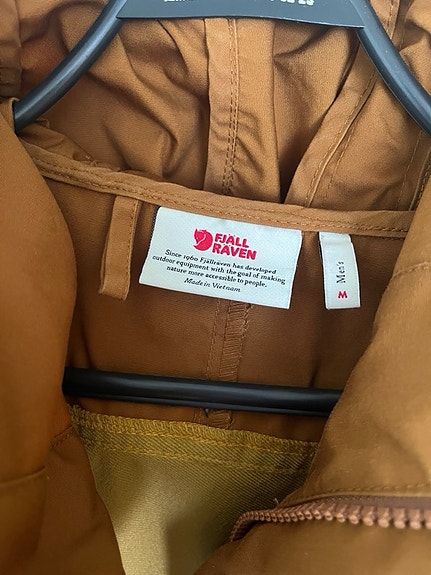 FJÄLL
RÄVEN
Since 1960 Fjällräven has developed
outdoor equipment with the goal of making
nature more accessible to people.
Made in Vietnam
Men's
M